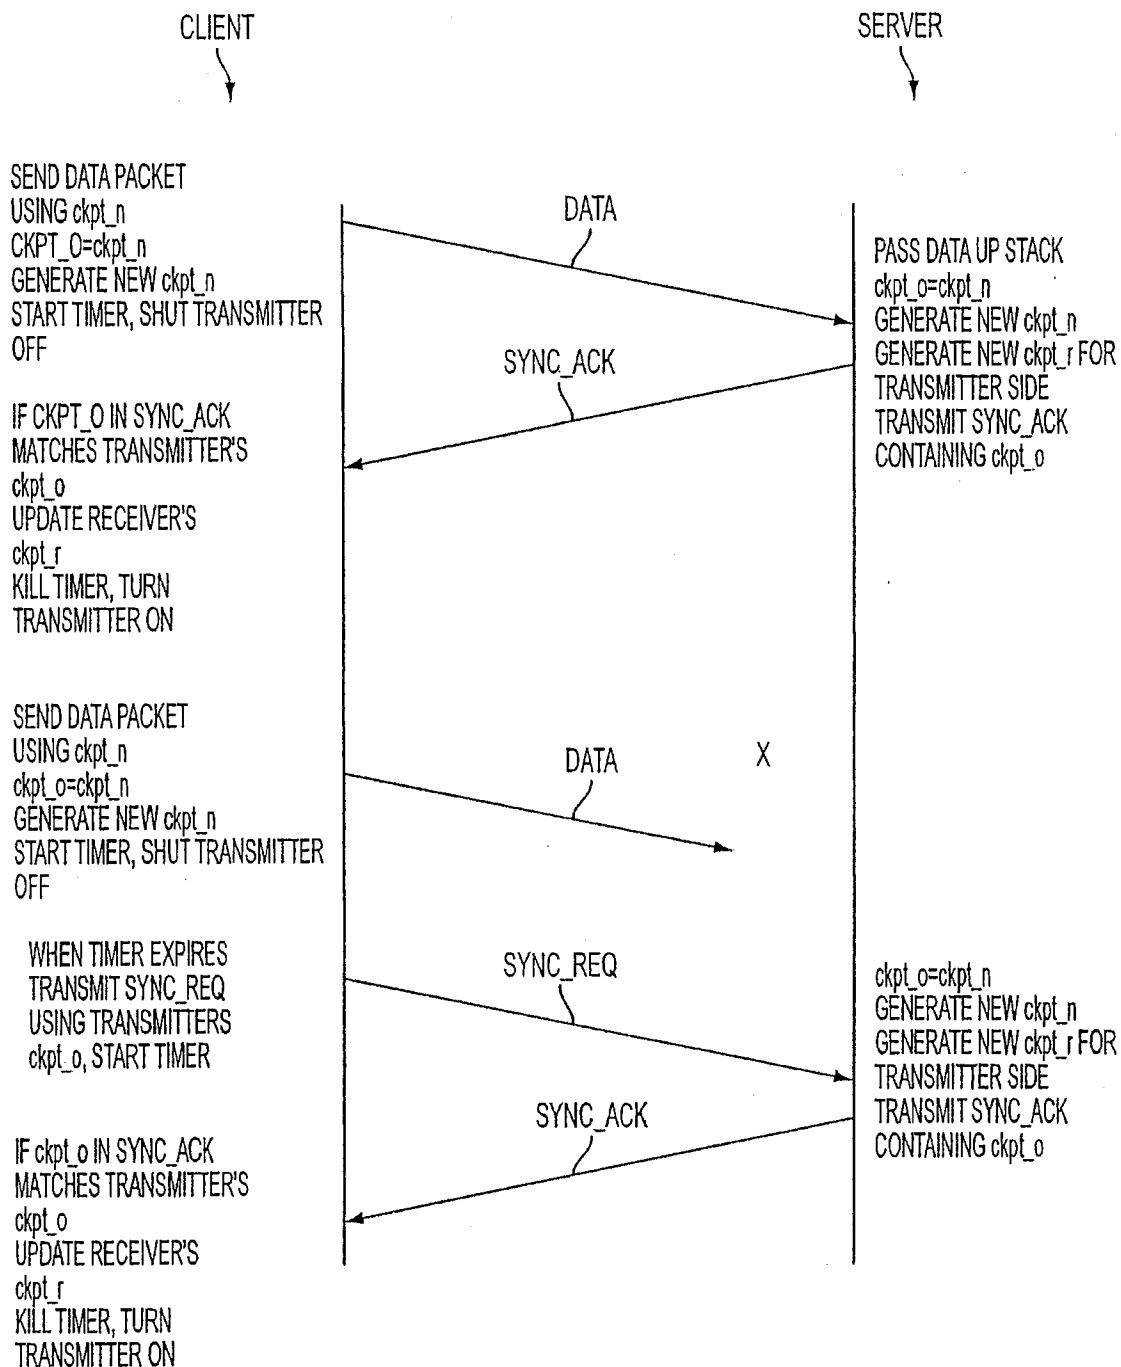 CLIENT
SERVER
SEND DATA PACKET
USING ckpt_n
CKPT_O=ckpt_n
GENERATE NEW ckpt_n
START TIMER, SHUT TRANSMITTER
OFF
DATA
PASS DATA UP STACK
ckpt_o=ckpt_n
GENERATE NEW ckpt_n
GENERATE NEW ckpt_r FOR
TRANSMITTER SIDE
TRANSMIT SYNC_ACK
CONTAINING ckpt_o
SYNC_ACK
IF CKPT_O IN SYNC_ACK
MATCHES TRANSMITTER'S
ckpt_o
UPDATE RECEIVER'S
ckpt_r
KILL TIMER, TURN
TRANSMITTER ON
SEND DATA PACKET
USING ckpt_n
ckpt_o=ckpt_n
GENERATE NEW ckpt_n
START TIMER, SHUT TRANSMITTER
OFF
DATA
X
WHEN TIMER EXPIRES
TRANSMIT SYNC_REQ
USING TRANSMITTERS
ckpt_o, START TIMER
SYNC_REQ
ckpt_o=ckpt_n
GENERATE NEW ckpt_n
GENERATE NEW ckpt_r FOR
TRANSMITTER SIDE
TRANSMIT SYNC_ACK
CONTAINING ckpt_o
SYNC_ACK
IF ckpt_o IN SYNC_ACK
MATCHES TRANSMITTER'S
ckpt_o
UPDATE RECEIVER'S
ckpt_r
KILL TIMER, TURN
TRANSMITTER ON